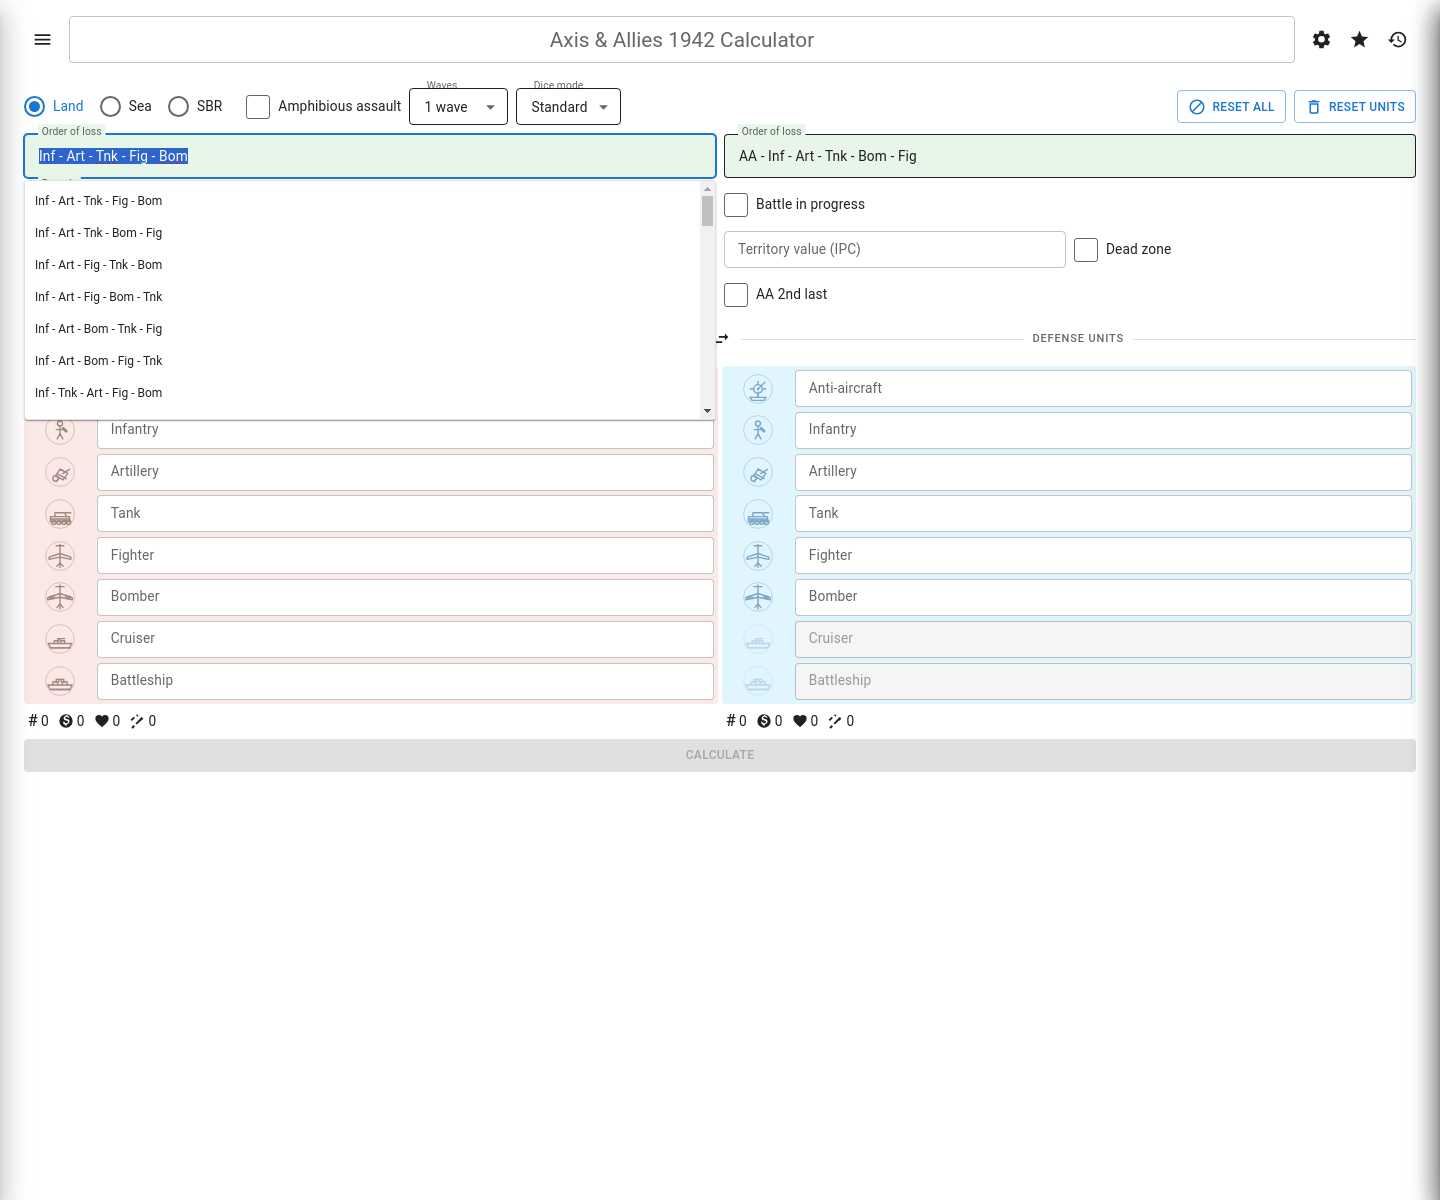 Axis & Allies 1942 Calculator
Land
Sea
SBR
Amphibious assault
Waves
1 wave
Dice mode
Standard
RESET ALL
RESET UNITS
Order of loss
Inf - Art - Tnk - Fig - Bom
Order of loss
AA - Inf - Art - Tnk - Bom - Fig
Inf - Art - Tnk - Fig - Bom
Inf - Art - Tnk - Bom - Fig
Inf - Art - Fig - Tnk - Bom
Inf - Art - Fig - Bom - Tnk
Inf - Art - Bom - Tnk - Fig
Inf - Art - Bom - Fig - Tnk
Inf - Tnk - Art - Fig - Bom
Battle in progress
Territory value (IPC)
Dead zone
AA 2nd last
DEFENSE UNITS
Infantry
Artillery
Tank
Fighter
Bomber
Cruiser
Battleship
Anti-aircraft
Infantry
Artillery
Tank
Fighter
Bomber
Cruiser
Battleship
# 0 0 0 0
# 0 0 0 0
CALCULATE